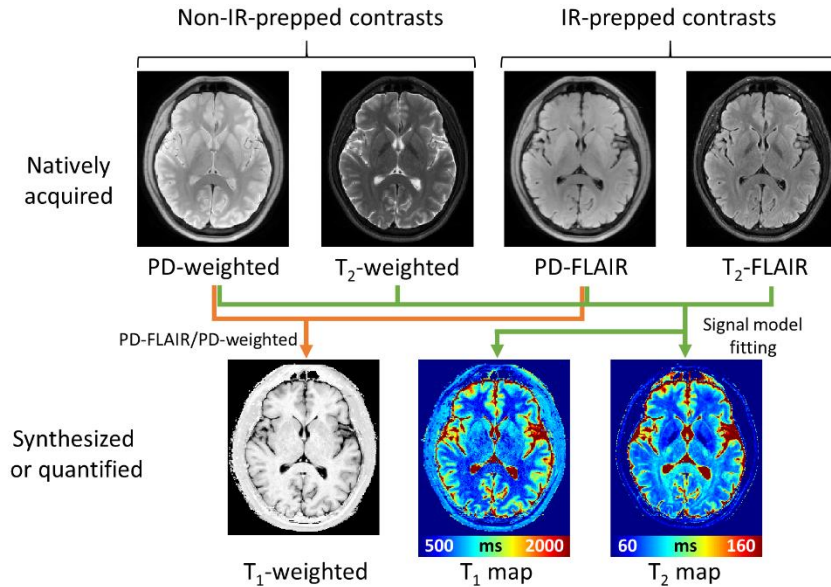 Non-IR-prepped contrasts
IR-prepped contrasts
Natively
acquired
PD-weighted
T₂-weighted
PD-FLAIR
T₂-FLAIR
PD-FLAIR/PD-weighted
Signal model
fitting
Synthesized
or quantified
500 ms 2000
60 ms 160
T₁-weighted
T₁ map
T₂ map